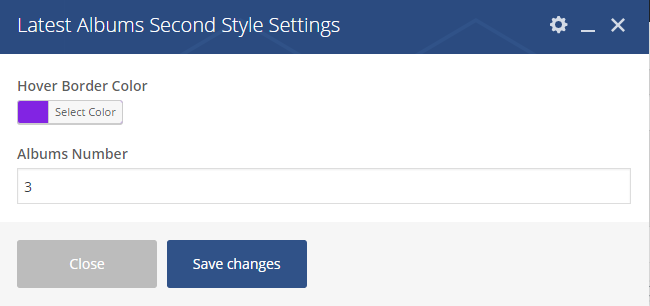 Latest Albums Second Style Settings
Hover Border Color
Select Color
Albums Number
3
Close Save changes